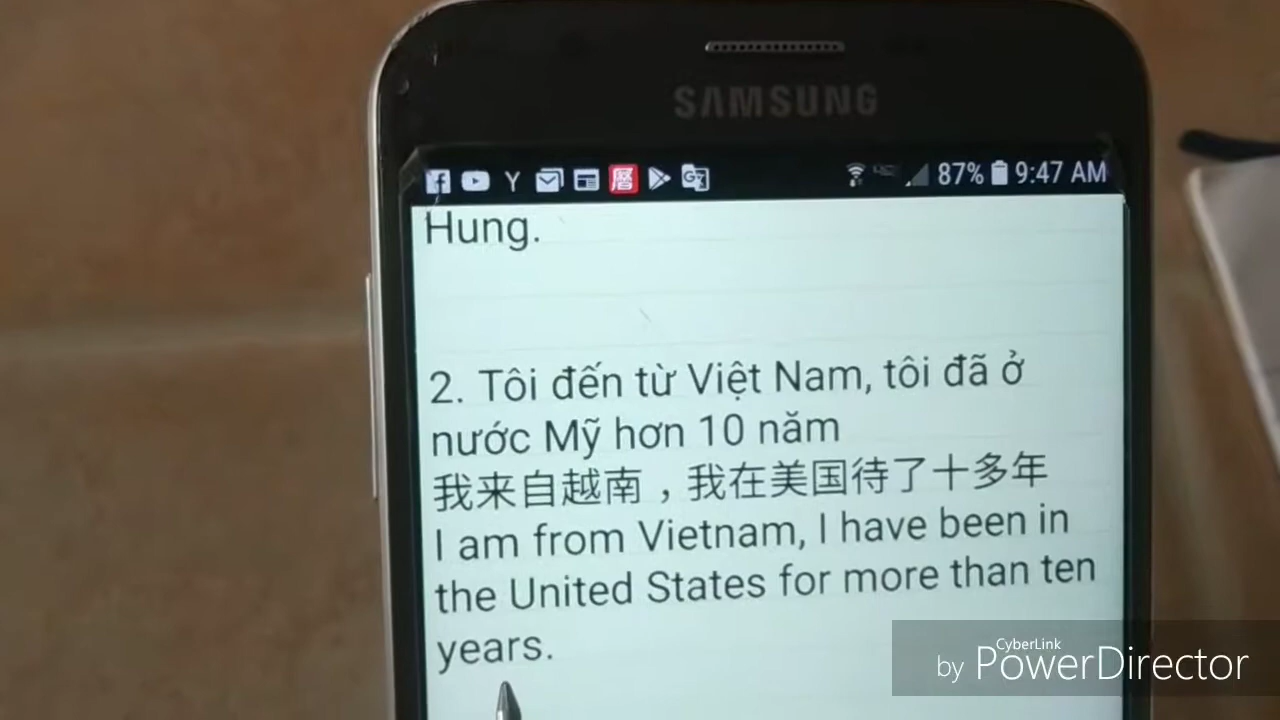 SAMSUNG
87% 9:47 AM
Hung.
2. Tôi đến từ Việt Nam, tôi đã ở
nước Mỹ hơn 10 năm
我来自越南，我在美国待了十多年
I am from Vietnam, I have been in
the United States for more than ten
years.
CyberLink
by PowerDirector